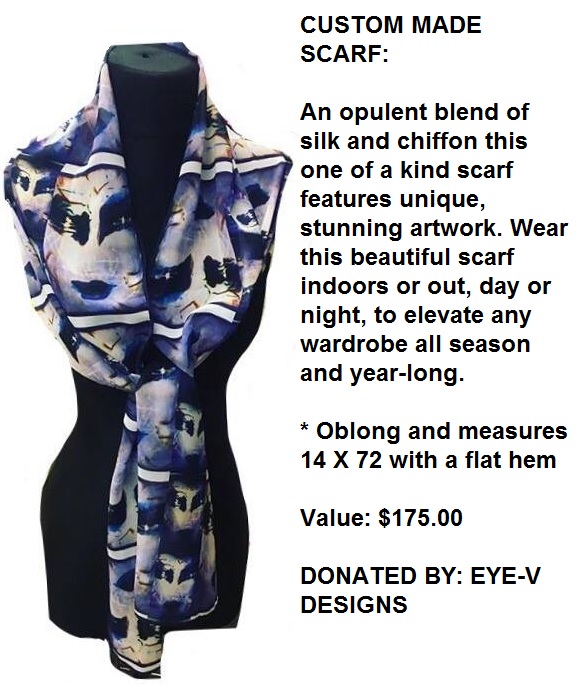 CUSTOM MADE
SCARF:
An opulent blend of
silk and chiffon this
one of a kind scarf
features unique,
stunning artwork. Wear
this beautiful scarf
indoors or out, day or
night, to elevate any
wardrobe all season
and year-long.
* Oblong and measures
14 X 72 with a flat hem
Value: $175.00
DONATED BY: EYE-V
DESIGNS